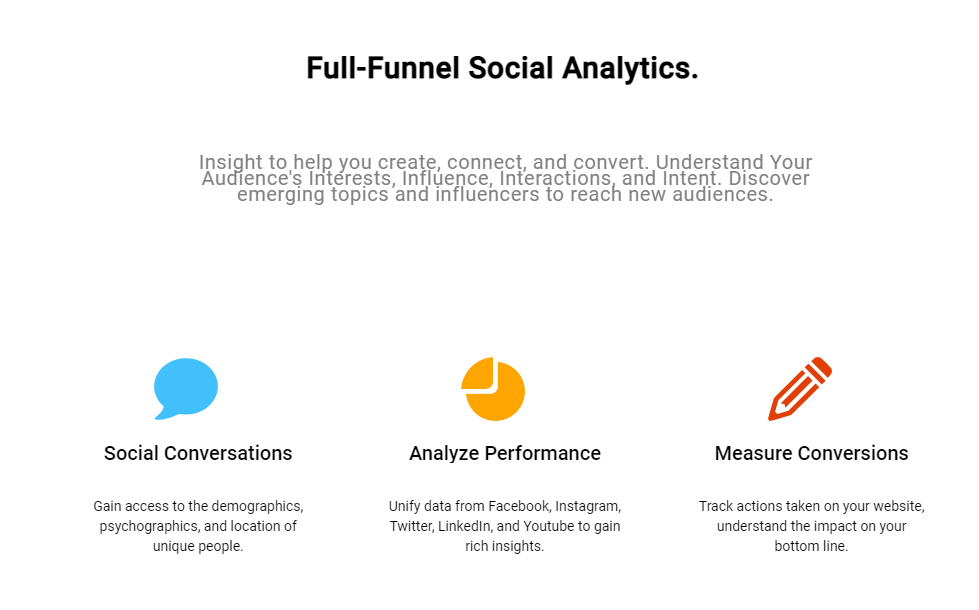 Full-Funnel Social Analytics.
Insight to help you create, connect, and convert. Understand Your
Audience's Interests, Influence, Interactions, and Intent. Discover
emerging topics and influencers to reach new audiences.
Social Conversations
Gain access to the demographics,
psychographics, and location of
unique people.
Analyze Performance
Unify data from Facebook, Instagram,
Twitter, LinkedIn, and Youtube to gain
rich insights.
Measure Conversions
Track actions taken on your website,
understand the impact on your
bottom line.